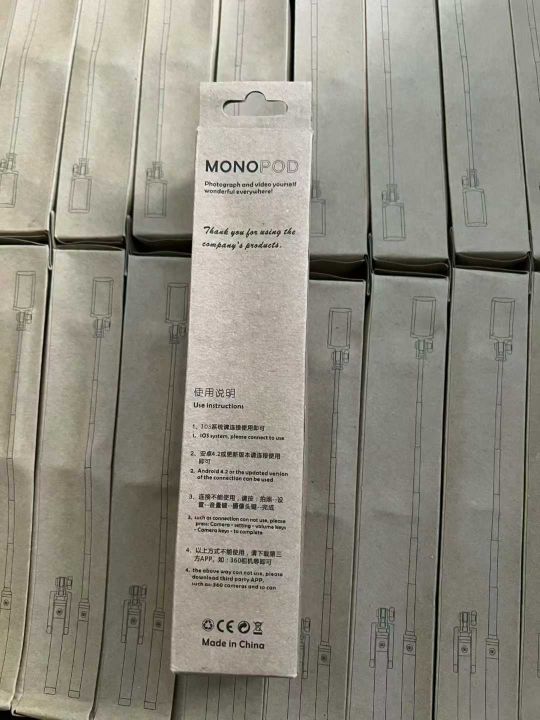 MONOPOD
Photograph and video yourself
wonderful everywhere!
Thank you for using the
company's products.
使用说明
Use instructions
1、IOS系统请连接使用即可
1、IOS system, please connect to use
2、安卓4.2或更新版本请连接使用
即可
2、Android 4.2 or the updated version
of the connection can be used
3、连接不能使用，请按：拍照--设
置--音量键--摄像头键--完成
3、such as connection can not use, please
press: Camera - setting - volume keys
- Camera keys - to complete
4、以上方式不能使用，请下载第三
方APP，如：360相机等即可
4、the above way can not use, please
download third party APP,
such as: 360 cameras and so can
CE
Made in China